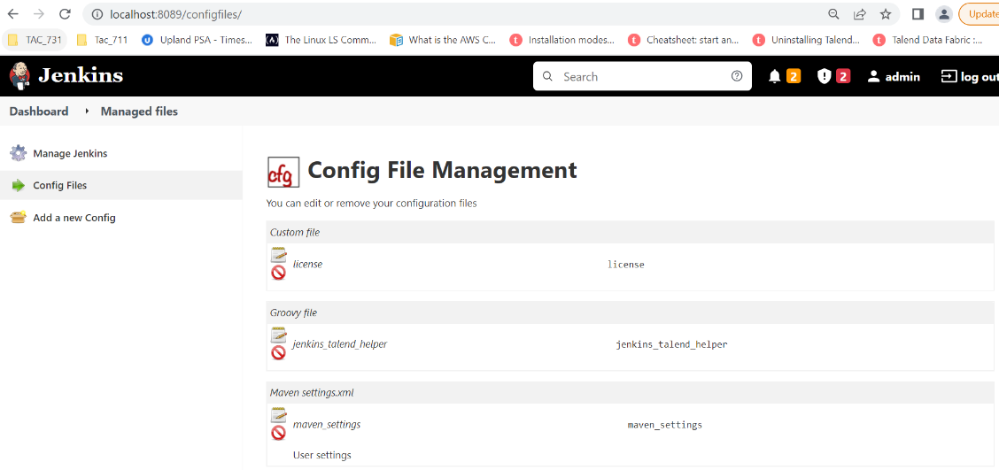 localhost:8089/configfiles/
Update
TAC_731 Tac_711 Upland PSA - Times... The Linux LS Comm... What is the AWS C... Installation modes... Cheatsheet: start an... Uninstalling Talend... Talend Data Fabric :...
Jenkins Search 2 2 admin log out
Dashboard Managed files
Manage Jenkins
Config Files
Add a new Config
cfg Config File Management
You can edit or remove your configuration files
Custom file
license license
Groovy file
jenkins_talend_helper jenkins_talend_helper
Maven settings.xml
maven_settings maven_settings
User settings